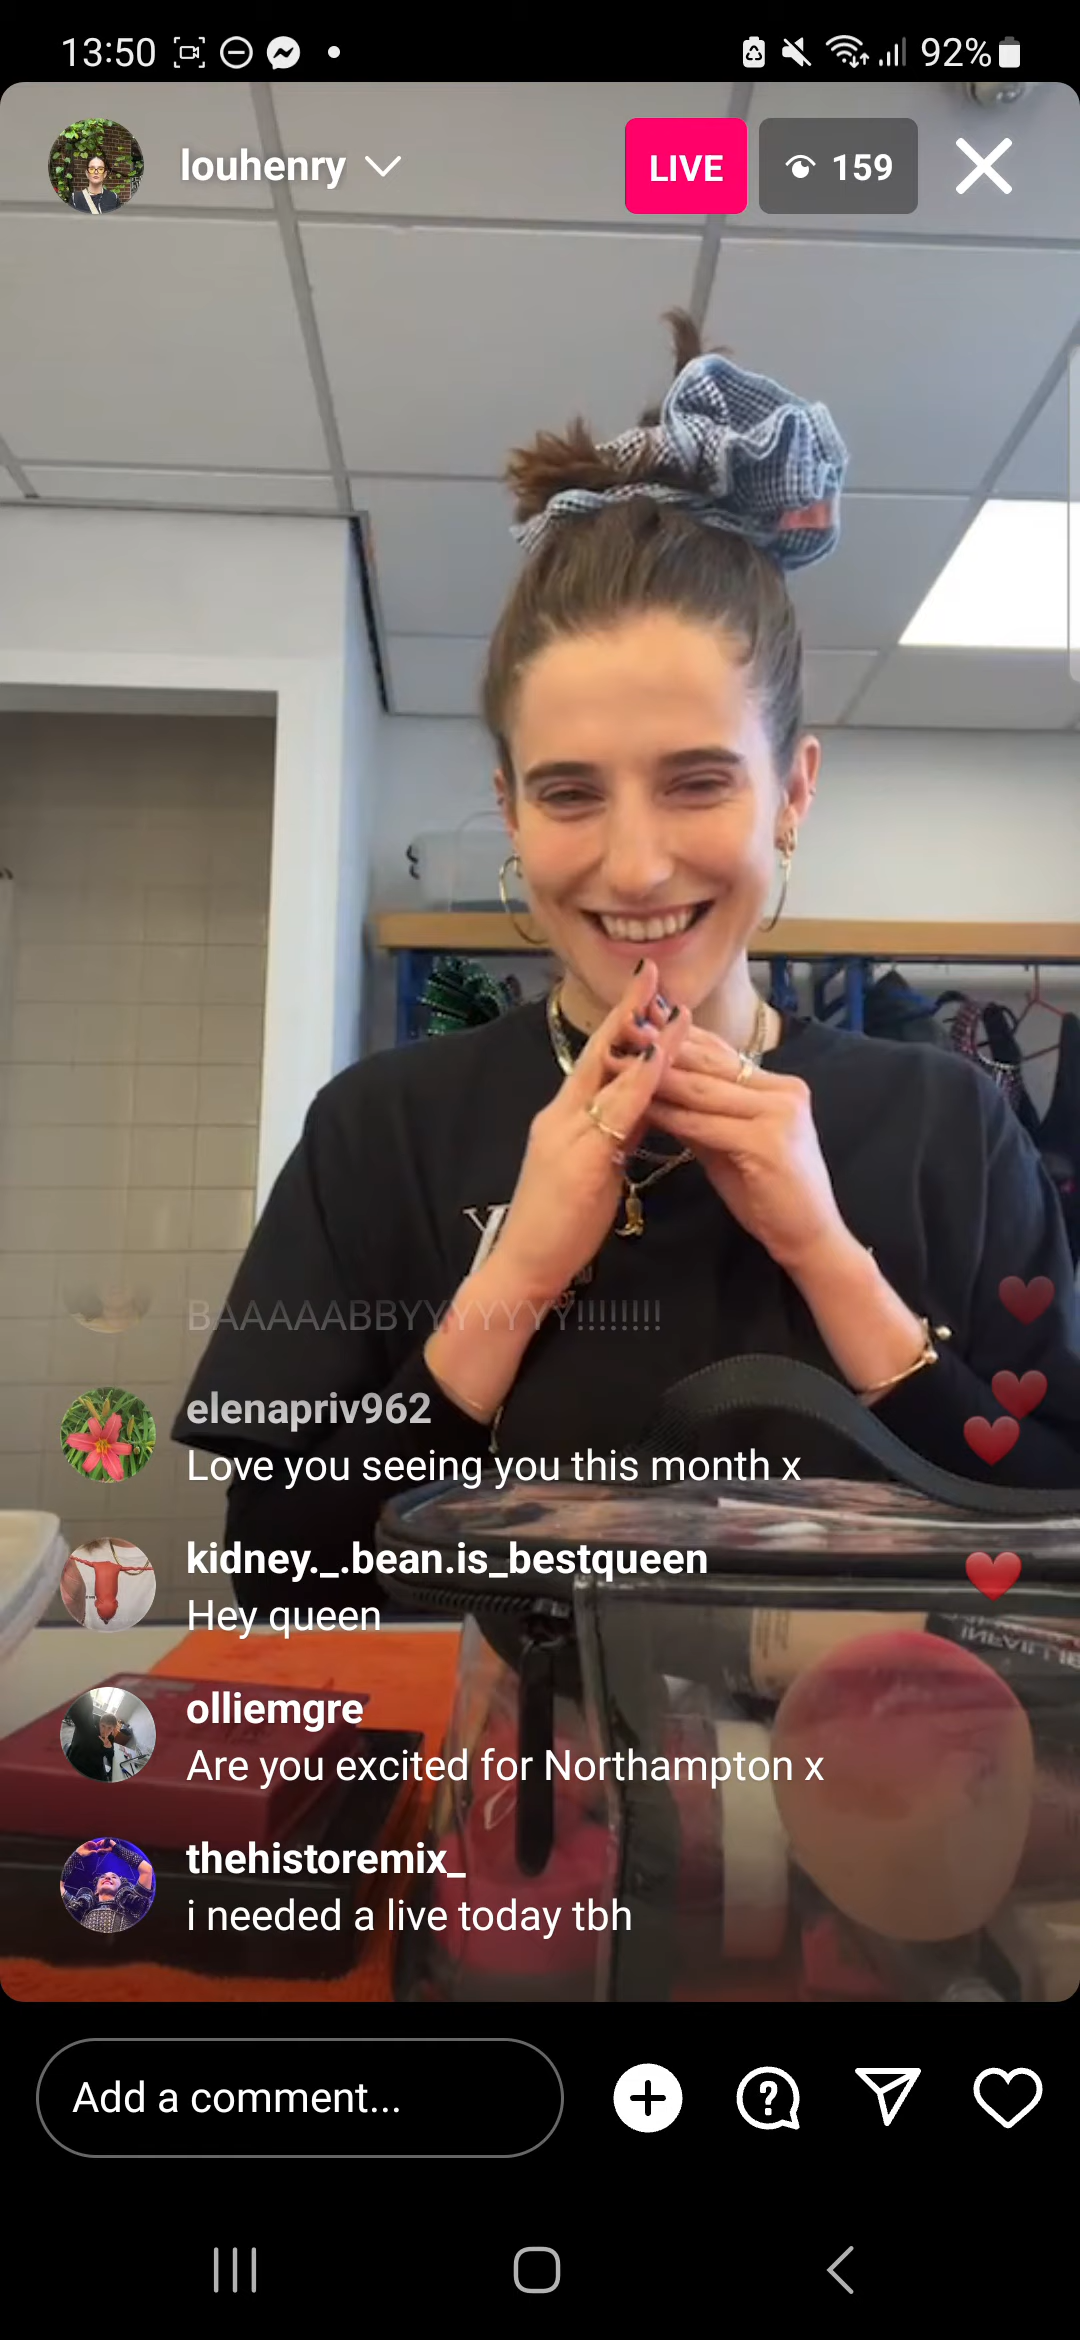 13:50
92%
louhenry
LIVE
159
BAAAAABBYYYYYYY!!!!!!!!
elenapriv962
Love you seeing you this month x
kidney._.bean.is_bestqueen
Hey queen
olliemgre
Are you excited for Northampton x
thehistoremix_
i needed a live today tbh
Add a comment...